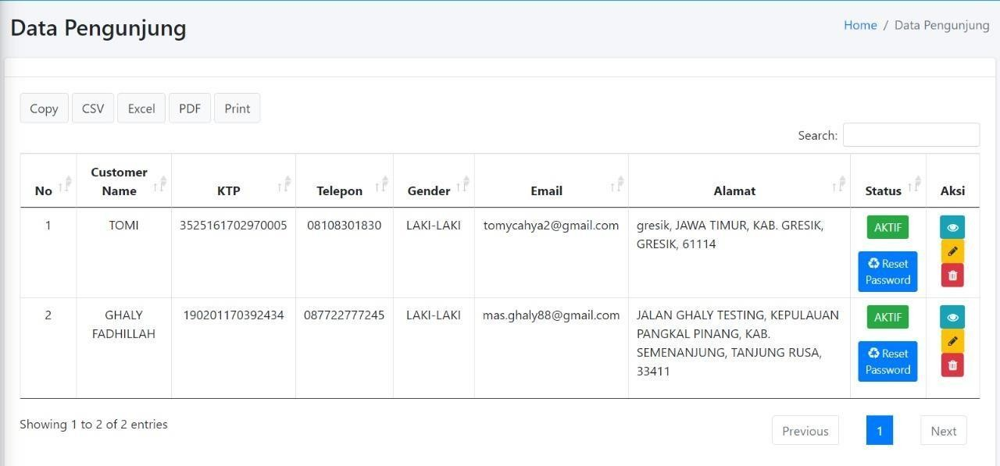 Data Pengunjung
Home / Data Pengunjung
Copy CSV Excel PDF Print
Search:
No Customer Name KTP Telepon Gender Email Alamat Status Aksi
1 TOMI 3525161702970005 08108301830 LAKI-LAKI tomycahya2@gmail.com gresik, JAWA TIMUR, KAB. GRESIK, AKTIF
GRESIK, 61114
Reset
Password
2 GHALY 190201170392434 087722777245 LAKI-LAKI mas.ghaly88@gmail.com JALAN GHALY TESTING, KEPULAUAN AKTIF
FADHILLAH PANGKAL PINANG, KAB.
SEMENANJUNG, TANJUNG RUSA, Reset
33411 Password
Showing 1 to 2 of 2 entries
Previous 1 Next